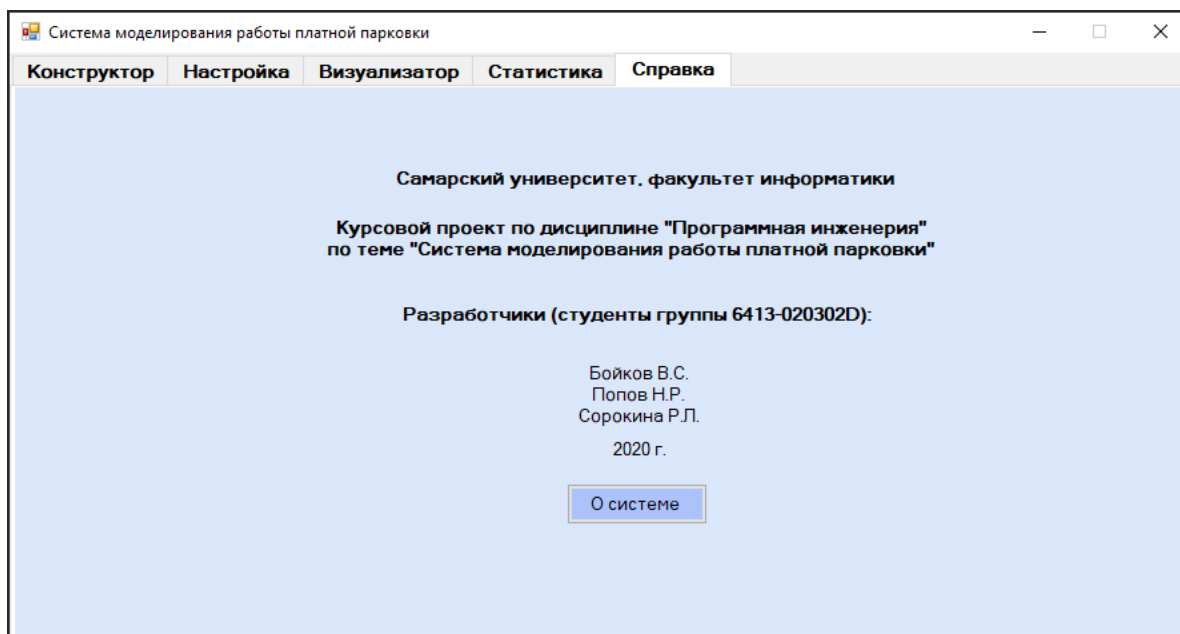 Система моделирования работы платной парковки
Конструктор Настройка Визуализатор Статистика Справка
Самарский университет, факультет информатики
Курсовой проект по дисциплине "Программная инженерия"
по теме "Система моделирования работы платной парковки"
Разработчики (студенты группы 6413-020302D):
Бойков В.С.
Попов Н.Р.
Сорокина Р.Л.
2020 г.
О системе